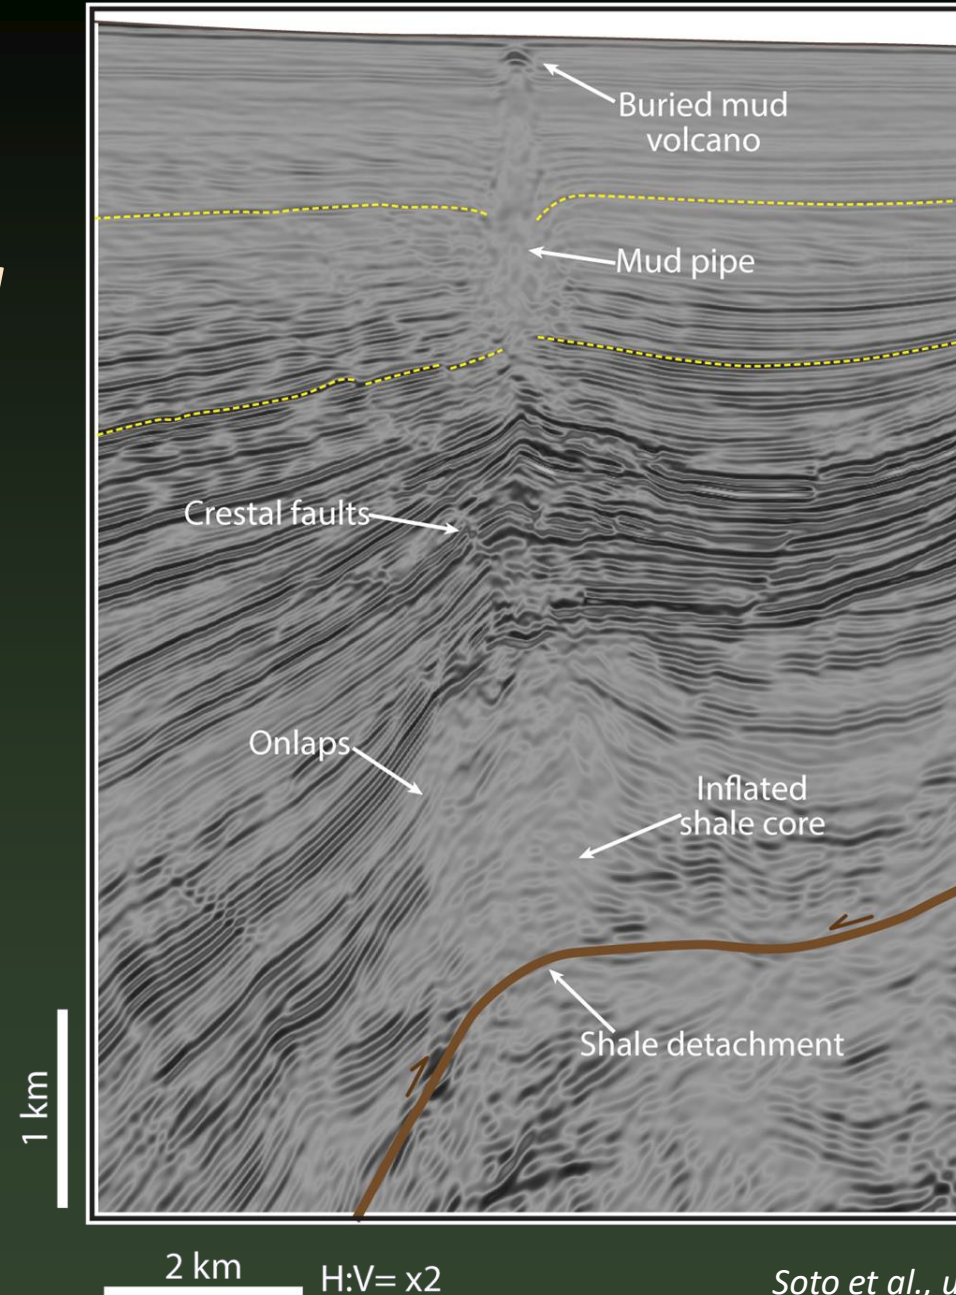 Buried mud
volcano
Mud pipe
Crestal faults
Onlaps
Inflated
shale core
Shale detachment
1 km
2 km
H:V= x2
Soto et al., u